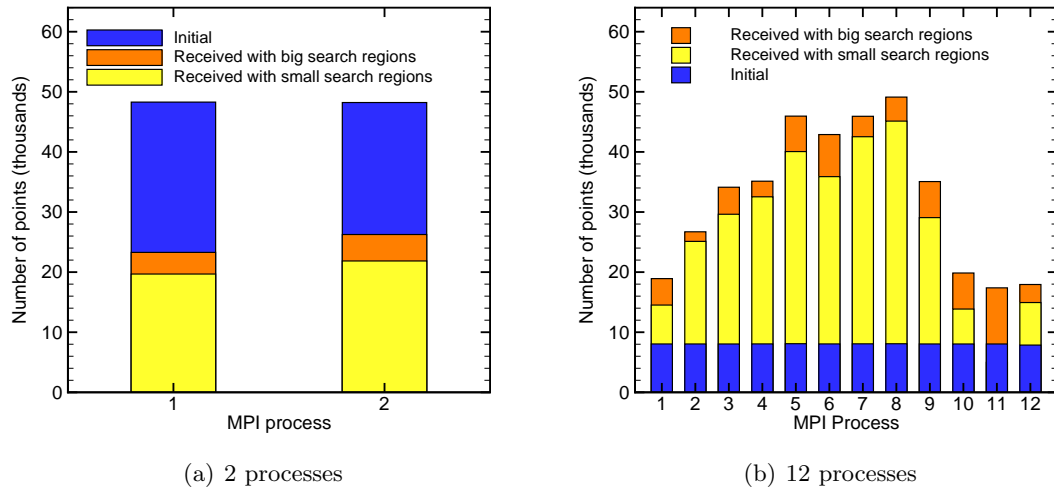 60
50
40
30
20
10
0
Number of points (thousands)
Initial
Received with big search regions
Received with small search regions
1 2
MPI process
(a) 2 processes
60
50
40
30
20
10
0
Number of points (thousands)
Received with big search regions
Received with small search regions
Initial
1 2 3 4 5 6 7 8 9 10 11 12
MPI Process
(b) 12 processes